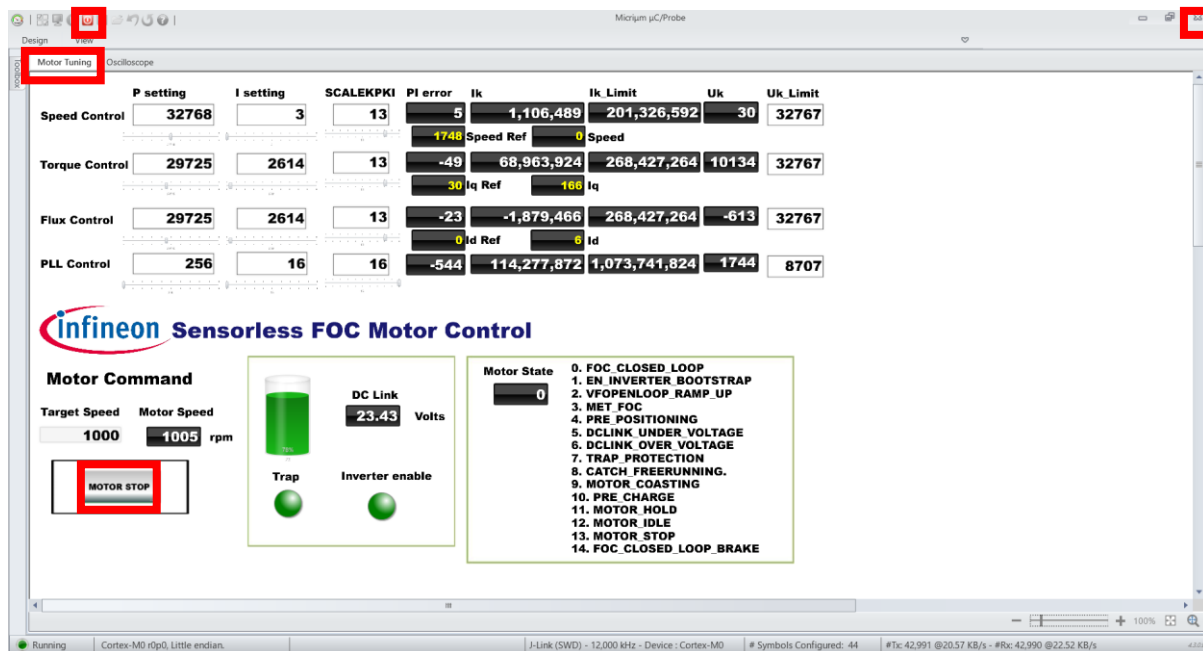 Micriµm µC/Probe
Design View
Toolbox
Motor Tuning Oscilloscope
P setting I setting SCALEKPKI PI error Ik Ik_Limit Uk Uk_Limit
Speed Control 32768 3 13 5 1,106,489 201,326,592 30 32767
1748 Speed Ref 0 Speed
Torque Control 29725 2614 13 -49 68,963,924 268,427,264 10134 32767
30 Iq Ref 166 Iq
Flux Control 29725 2614 13 -23 -1,879,466 268,427,264 -613 32767
0 Id Ref 6 Id
PLL Control 256 16 16 -544 114,277,872 1,073,741,824 1744 8707
infineon Sensorless FOC Motor Control
Motor Command
Target Speed Motor Speed
1000 1005 rpm
MOTOR STOP
DC Link
23.43 Volts
78%
Trap Inverter enable
Motor State
0
0. FOC_CLOSED_LOOP
1. EN_INVERTER_BOOTSTRAP
2. VFOPENLOOP_RAMP_UP
3. MET_FOC
4. PRE_POSITIONING
5. DCLINK_UNDER_VOLTAGE
6. DCLINK_OVER_VOLTAGE
7. TRAP_PROTECTION
8. CATCH_FREERUNNING.
9. MOTOR_COASTING
10. PRE_CHARGE
11. MOTOR_HOLD
12. MOTOR_IDLE
13. MOTOR_STOP
14. FOC_CLOSED_LOOP_BRAKE
100%
Running Cortex-M0 r0p0, Little endian. J-Link (SWD) - 12,000 kHz - Device : Cortex-M0 # Symbols Configured: 44 #Tx: 42,991 @20.57 KB/s - #Rx: 42,990 @22.52 KB/s